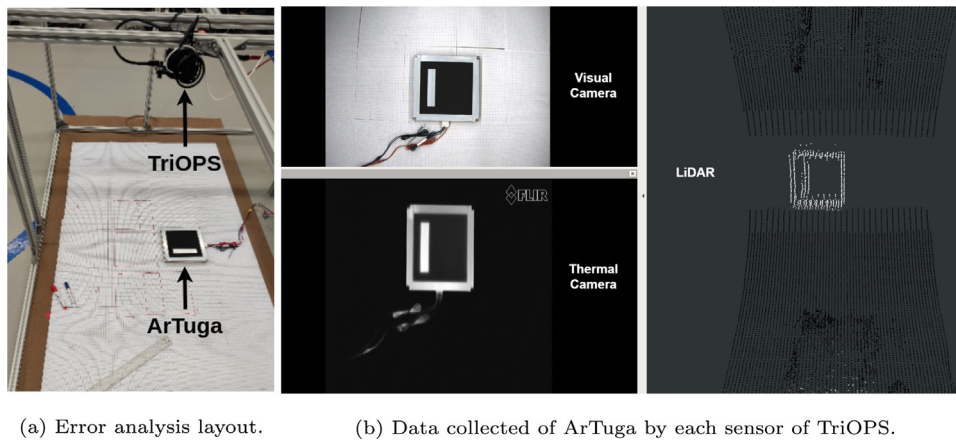 TriOPS
ArTuga
Visual
Camera
FLIR
Thermal
Camera
LiDAR
(a) Error analysis layout.
(b) Data collected of ArTuga by each sensor of TriOPS.